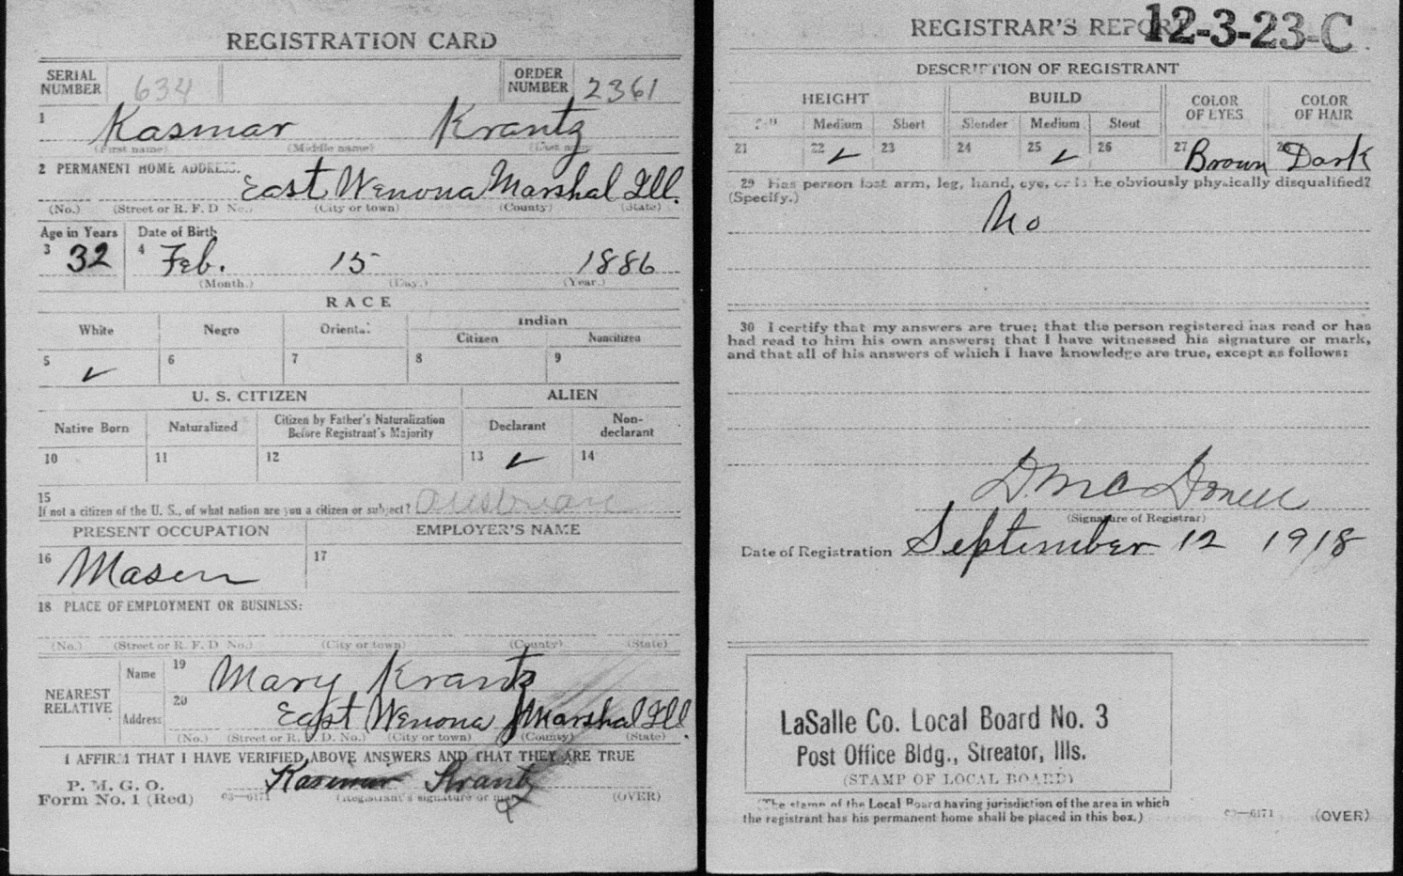 REGISTRATION CARD
SERIAL NUMBER 634 ORDER NUMBER 2361
1 Kasmar Krantz
(First name) (Middle name) (Last name)
2 PERMANENT HOME ADDRESS:
East Wenona Marshal Ill.
(No.) (Street or R. F. D No.) (City or town) (County) (State)
Age in Years Date of Birth
3 32 4 Feb. 15 1886
(Month.) (Day.) (Year.)
RACE
White Negro Oriental Indian
Citizen Noncitizen
5 ✓ 6 7 8 9
U. S. CITIZEN ALIEN
Native Born Naturalized Citizen by Father's Naturalization Before Registrant's Majority Declarant Non-declarant
10 11 12 13 ✓ 14
15
If not a citizen of the U. S., of what nation are you a citizen or subject? Austrian
PRESENT OCCUPATION EMPLOYER'S NAME
16 Masen 17
18 PLACE OF EMPLOYMENT OR BUSINESS:
(No.) (Street or R. F. D No.) (City or town) (County) (State)
NEAREST RELATIVE Name 19 Mary Krantz
Address 20 East Wenona Marshal Ill.
(No.) (Street or R. F. D. No.) (City or town) (County) (State)
I AFFIRM THAT I HAVE VERIFIED ABOVE ANSWERS AND THAT THEY ARE TRUE
P. M. G. O.
Form No. 1 (Red) 03—6171 Kasmar Krantz
(Registrant's signature or mark) (OVER)
REGISTRAR'S REPORT 12-3-23-C
DESCRIPTION OF REGISTRANT
HEIGHT BUILD COLOR OF EYES COLOR OF HAIR
Tall Medium Short Slender Medium Stout
21 22 ✓ 23 24 25 ✓ 26 27 Brown 28 Dark
29 Has person lost arm, leg, hand, eye, or is he obviously physically disqualified?
(Specify.)
No
30 I certify that my answers are true; that the person registered has read or has
had read to him his own answers; that I have witnessed his signature or mark,
and that all of his answers of which I have knowledge are true, except as follows:
D. McDonell
(Signature of Registrar)
Date of Registration September 12 1918
LaSalle Co. Local Board No. 3
Post Office Bldg., Streator, Ills.
(STAMP OF LOCAL BOARD)
(The stamp of the Local Board having jurisdiction of the area in which
the registrant has his permanent home shall be placed in this box.)
03—6171 (OVER)